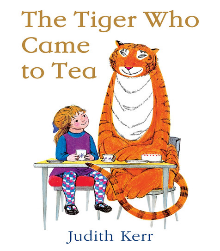 The Tiger Who
Came
to Tea
Judith Kerr